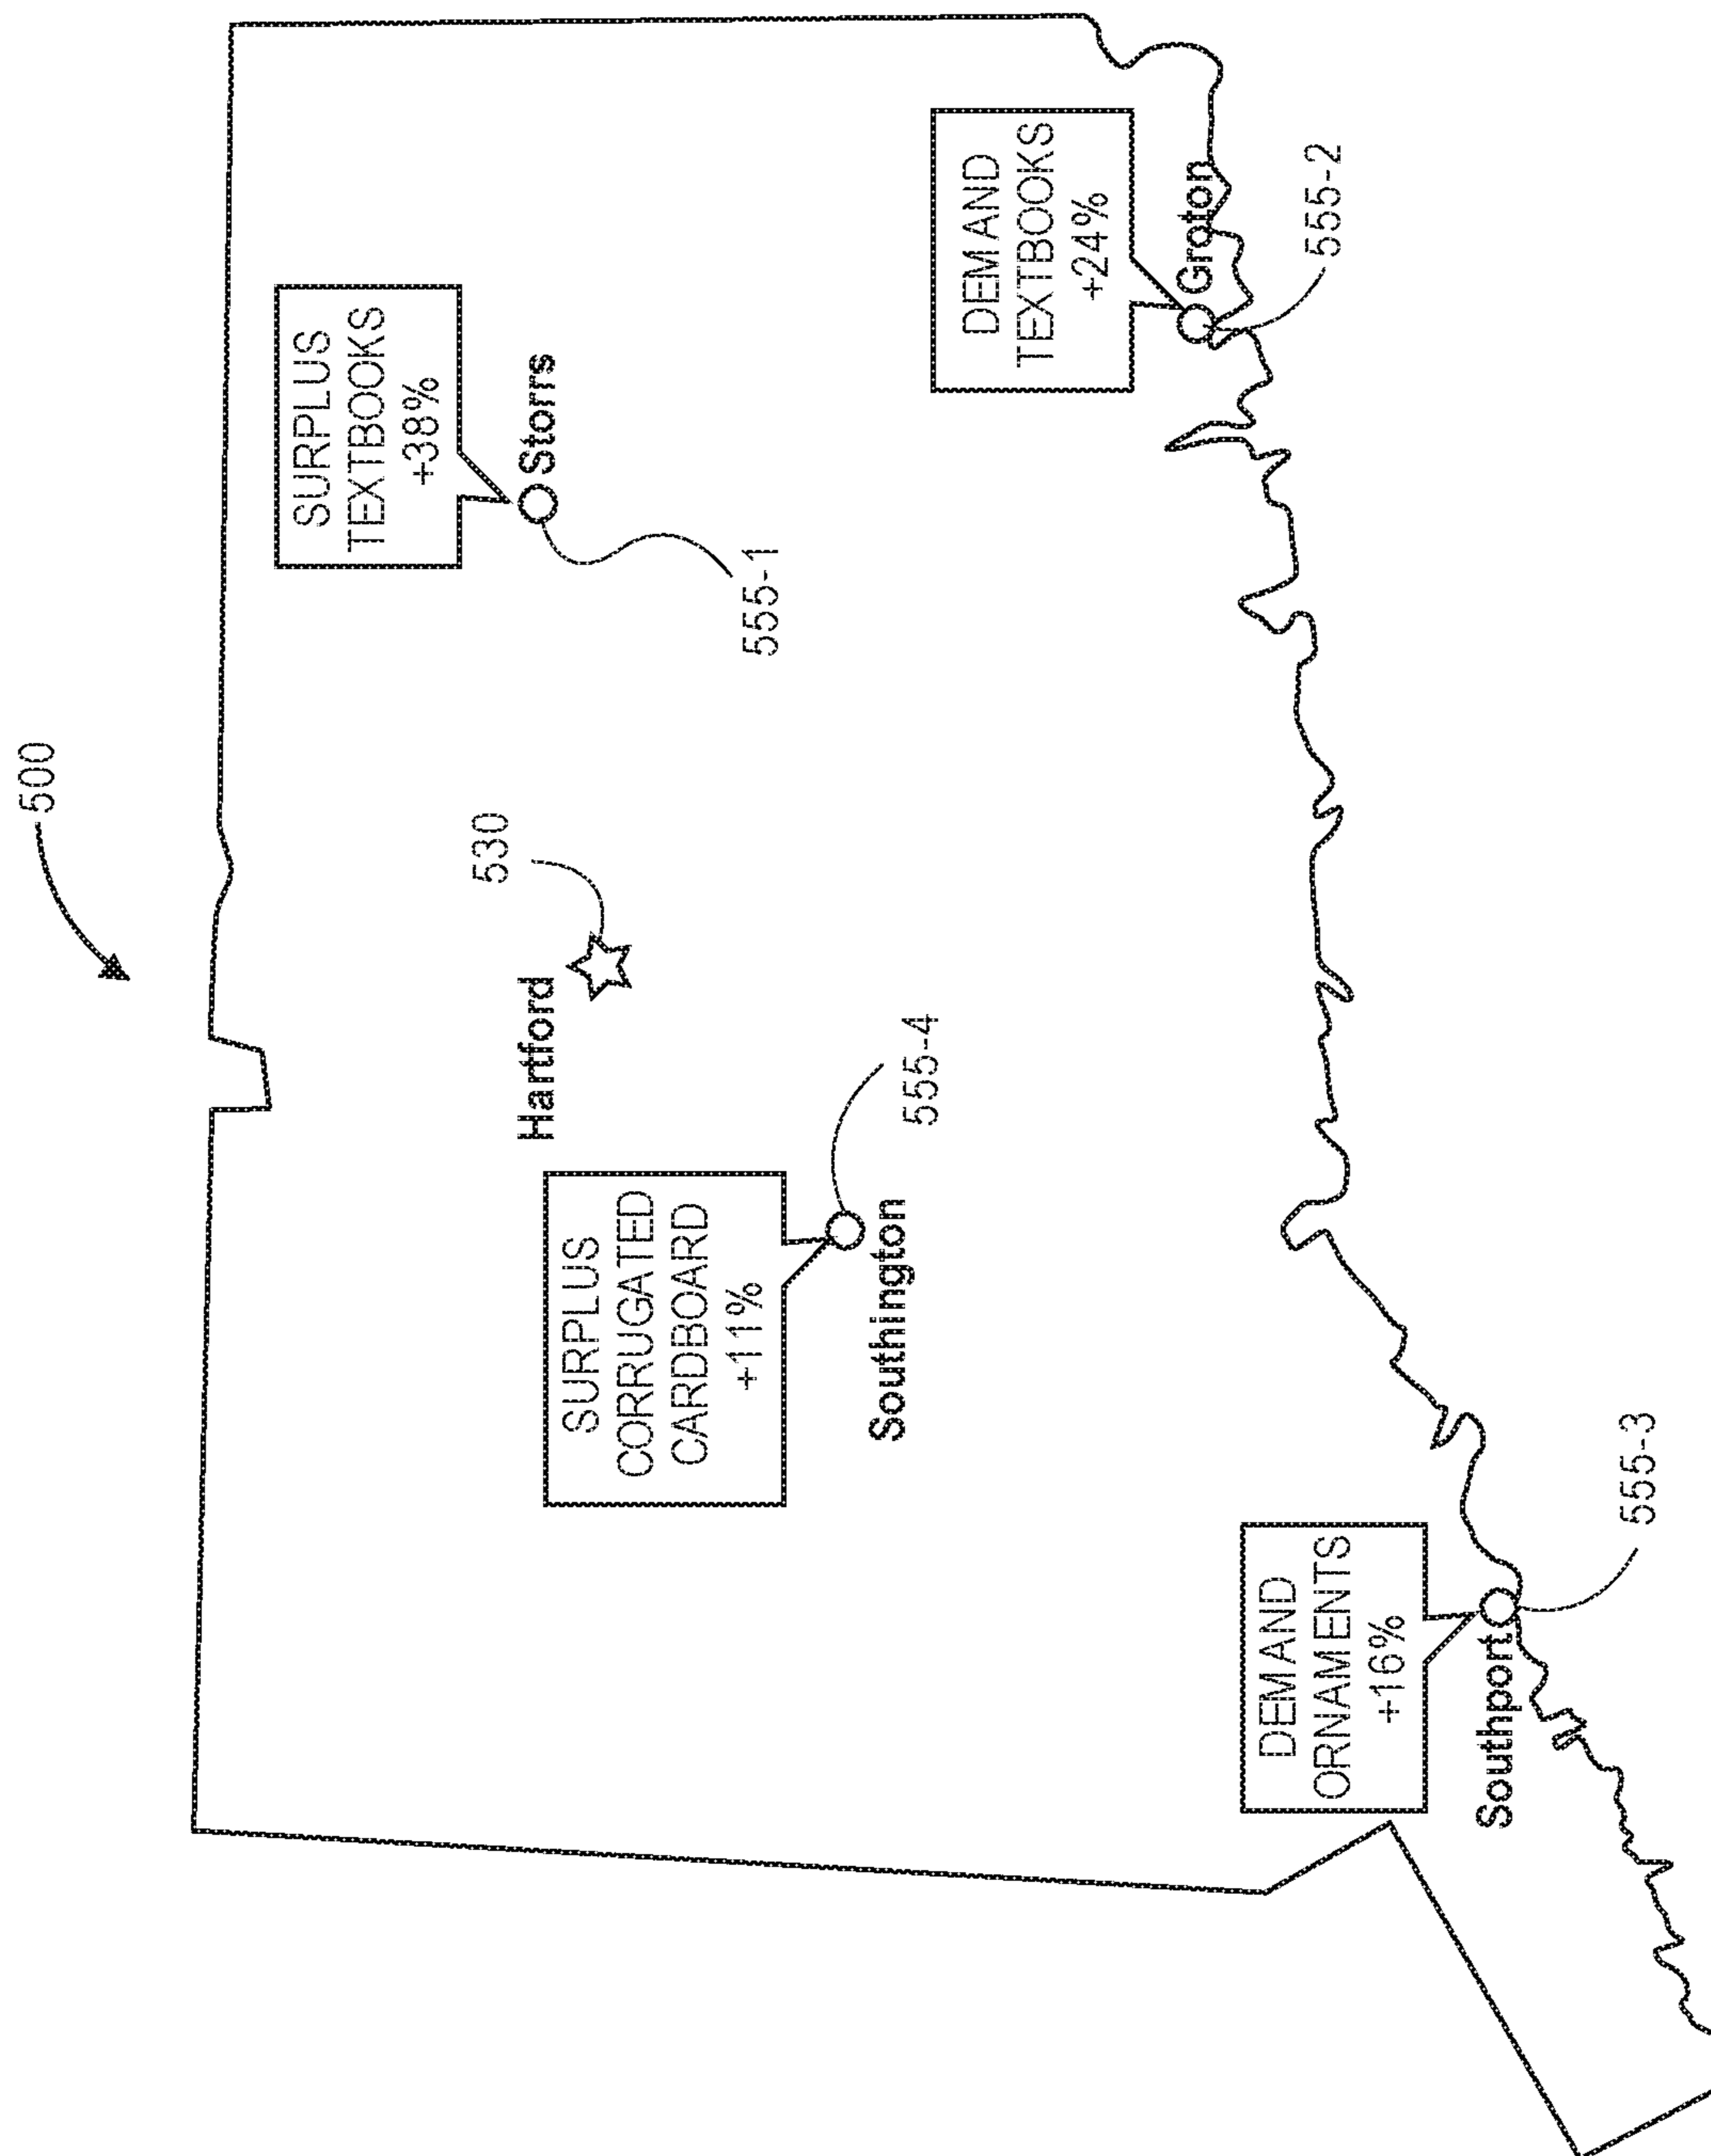 500
SURPLUS
TEXTBOOKS
+38%
Storrs
555-1
Hartford
530
SURPLUS
CORRUGATED
CARDBOARD
+11%
555-4
Southington
DEMAND
TEXTBOOKS
+24%
Groton
555-2
DEMAND
ORNAMENTS
+16%
Southport
555-3